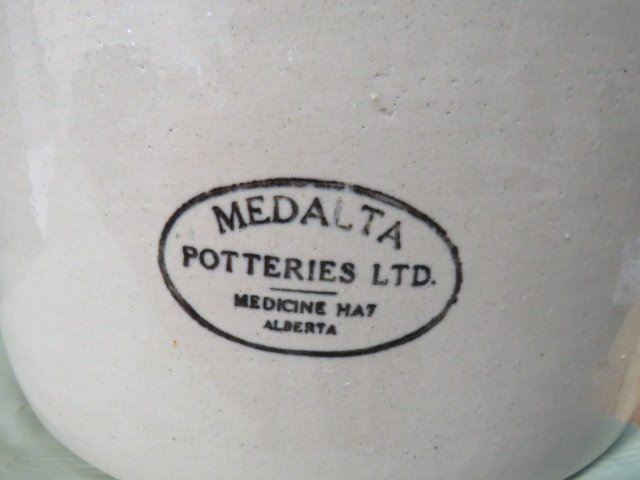 MEDALTA
POTTERIES LTD.
MEDICINE HAT
ALBERTA